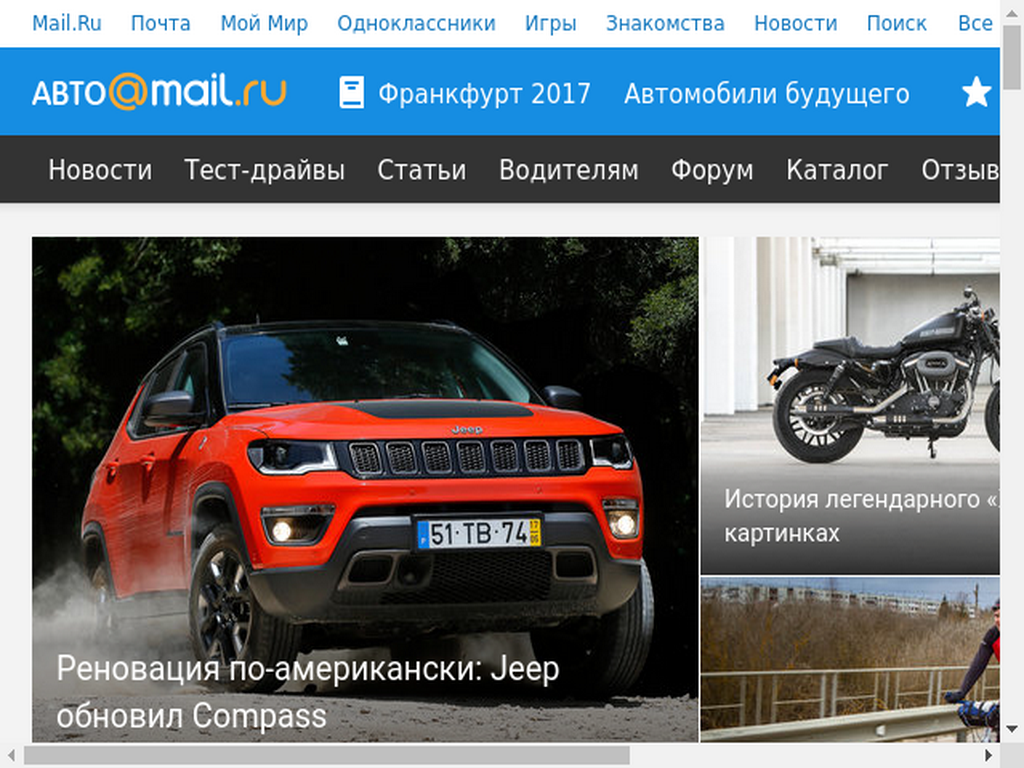 Mail.Ru Почта Мой Мир Одноклассники Игры Знакомства Новости Поиск Все
АВТО@mail.ru Франкфурт 2017 Автомобили будущего
Новости Тест-драйвы Статьи Водителям Форум Каталог Отзыв
Jeep
51·TB·74
История легендарного «
картинках
Реновация по-американски: Jeep
обновил Compass